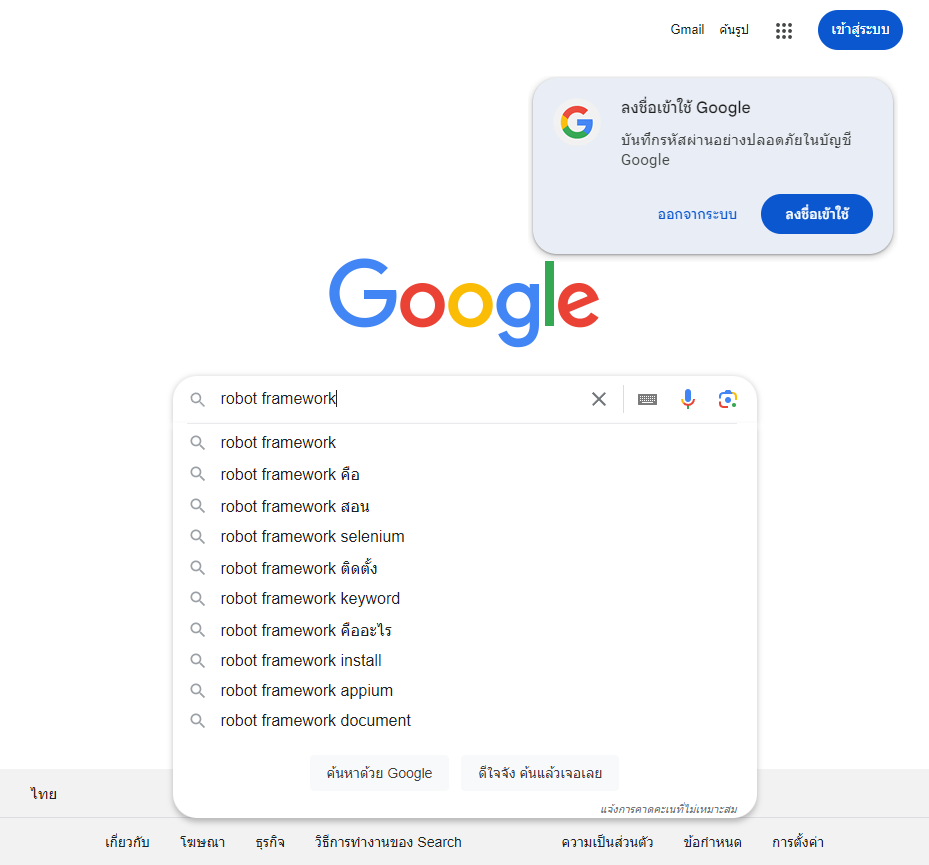 Gmail ค้นรูป เข้าสู่ระบบ
ลงชื่อเข้าใช้ Google
บันทึกรหัสผ่านอย่างปลอดภัยในบัญชี
Google
ออกจากระบบ ลงชื่อเข้าใช้
Google
robot framework
robot framework
robot framework คือ
robot framework สอน
robot framework selenium
robot framework ติดตั้ง
robot framework keyword
robot framework คืออะไร
robot framework install
robot framework appium
robot framework document
ค้นหาด้วย Google ดีใจจัง ค้นแล้วเจอเลย
แจ้งการคาดคะเนที่ไม่เหมาะสม
ไทย
เกี่ยวกับ โฆษณา ธุรกิจ วิธีการทำงานของ Search ความเป็นส่วนตัว ข้อกำหนด การตั้งค่า